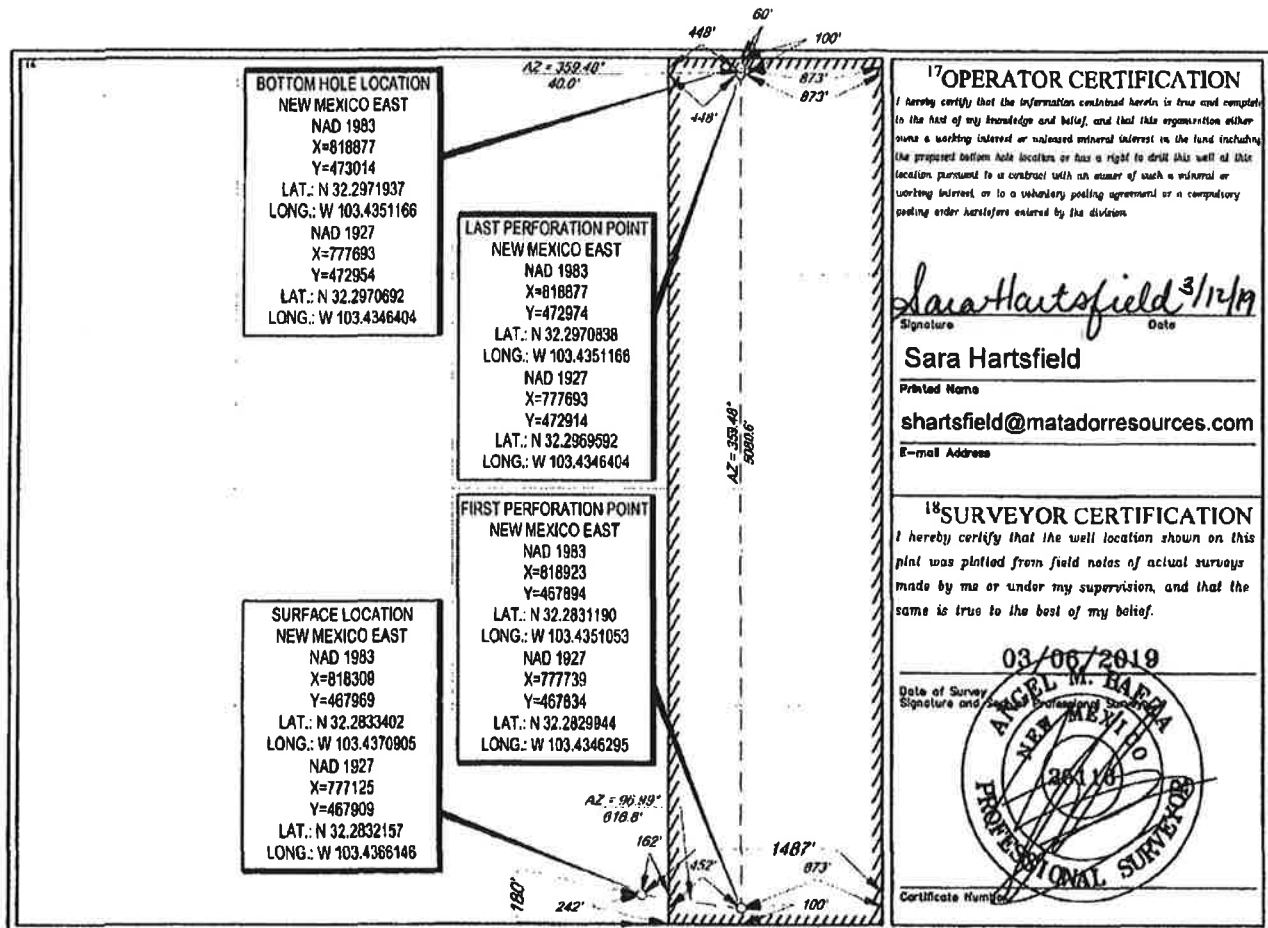 60'
448'
100'
16
AZ = 359.48°
40.0'
873'
873'
448'
BOTTOM HOLE LOCATION
NEW MEXICO EAST
NAD 1983
X=818877
Y=473014
LAT.: N 32.2971937
LONG.: W 103.4351166
NAD 1927
X=777693
Y=472954
LAT.: N 32.2970692
LONG.: W 103.4346404
LAST PERFORATION POINT
NEW MEXICO EAST
NAD 1983
X=818877
Y=472974
LAT.: N 32.2970838
LONG.: W 103.4351166
NAD 1927
X=777693
Y=472914
LAT.: N 32.2969592
LONG.: W 103.4346404
AZ = 359.48°
5080.6'
FIRST PERFORATION POINT
NEW MEXICO EAST
NAD 1983
X=818923
Y=467894
LAT.: N 32.2831190
LONG.: W 103.4351053
NAD 1927
X=777739
Y=467834
LAT.: N 32.2829944
LONG.: W 103.4346295
SURFACE LOCATION
NEW MEXICO EAST
NAD 1983
X=818309
Y=467969
LAT.: N 32.2833402
LONG.: W 103.4370905
NAD 1927
X=777125
Y=467909
LAT.: N 32.2832157
LONG.: W 103.4366146
AZ = 96.99°
618.8'
162'
452'
1487'
873'
180'
242'
100'
17 OPERATOR CERTIFICATION
I hereby certify that the information contained herein is true and complete
to the best of my knowledge and belief, and that this organization either
owns a working interest or unleased mineral interest in the land including
the proposed bottom hole location or has a right to drill this well at this
location pursuant to a contract with an owner of such a mineral or
working interest, or to a voluntary pooling agreement or a compulsory
pooling order heretofore entered by the division
Sara Hartsfield 3/12/19
Signature Date
Sara Hartsfield
Printed Name
shartsfield@matadorresources.com
E-mail Address
18 SURVEYOR CERTIFICATION
I hereby certify that the well location shown on this
plat was plotted from field notes of actual surveys
made by me or under my supervision, and that the
same is true to the best of my belief.
03/06/2019
Date of Survey
Signature and Seal of Professional Surveyor
ANGEL M. BAEZA
NEW MEXICO
PROFESSIONAL SURVEYOR
Certificate Number